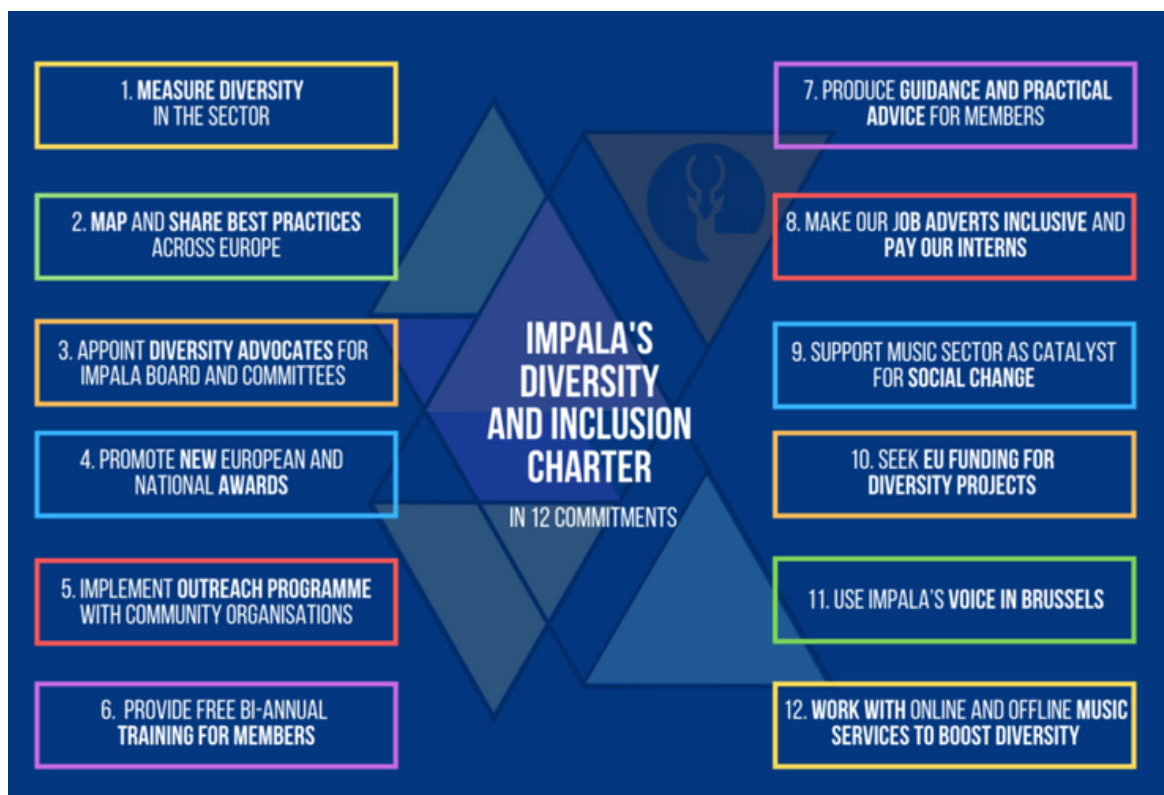 1. MEASURE DIVERSITY
IN THE SECTOR
2. MAP AND SHARE BEST PRACTICES
ACROSS EUROPE
3. APPOINT DIVERSITY ADVOCATES FOR
IMPALA BOARD AND COMMITTEES
4. PROMOTE NEW EUROPEAN AND
NATIONAL AWARDS
5. IMPLEMENT OUTREACH PROGRAMME
WITH COMMUNITY ORGANISATIONS
6. PROVIDE FREE BI-ANNUAL
TRAINING FOR MEMBERS
IMPALA'S
DIVERSITY
AND INCLUSION
CHARTER
IN 12 COMMITMENTS
7. PRODUCE GUIDANCE AND PRACTICAL
ADVICE FOR MEMBERS
8. MAKE OUR JOB ADVERTS INCLUSIVE AND
PAY OUR INTERNS
9. SUPPORT MUSIC SECTOR AS CATALYST
FOR SOCIAL CHANGE
10. SEEK EU FUNDING FOR
DIVERSITY PROJECTS
11. USE IMPALA'S VOICE IN BRUSSELS
12. WORK WITH ONLINE AND OFFLINE MUSIC
SERVICES TO BOOST DIVERSITY